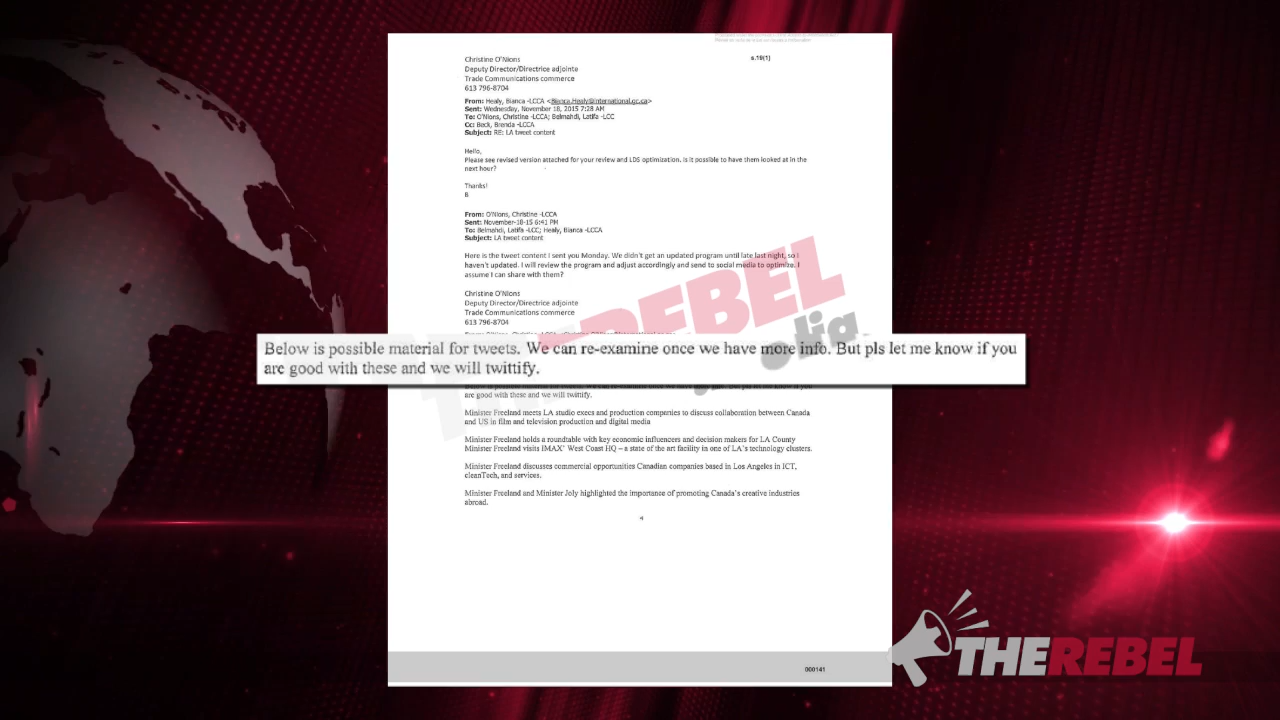 s.19(1)
Christine O'Nions
Deputy Director/Directrice adjointe
Trade Communications commerce
613 796-8704
From: Healy, Bianca -LCCA <Bianca.Healy@international.gc.ca>
Sent: Wednesday, November 18, 2015 7:28 AM
To: O'Nions, Christine -LCCA; Belmahdi, Latifa -LCC
Cc: Beck, Brenda -LCCA
Subject: RE: LA tweet content
Hello,
Please see revised version attached for your review and LDS optimization. Is it possible to have them looked at in the
next hour?
Thanks!
B
From: O'Nions, Christine -LCCA
Sent: November-18-15 6:41 PM
To: Belmahdi, Latifa -LCC; Healy, Bianca -LCCA
Subject: LA tweet content
Here is the tweet content I sent you Monday. We didn't get an updated program until late last night, so I
haven't updated. I will review the program and adjust accordingly and send to social media to optimize. I
assume I can share with them?
Christine O'Nions
Deputy Director/Directrice adjointe
Trade Communications commerce
613 796-8704
Below is possible material for tweets. We can re-examine once we have more info. But pls let me know if you
are good with these and we will twittify.
are good with these and we will twittify.
Minister Freeland meets LA studio execs and production companies to discuss collaboration between Canada
and US in film and television production and digital media
Minister Freeland holds a roundtable with key economic influencers and decision makers for LA County
Minister Freeland visits IMAX' West Coast HQ – a state of the art facility in one of LA's technology clusters.
Minister Freeland discusses commercial opportunities Canadian companies based in Los Angeles in ICT,
cleanTech, and services.
Minister Freeland and Minister Joly highlighted the importance of promoting Canada's creative industries
abroad.
000141
THE REBEL
THEREBEL